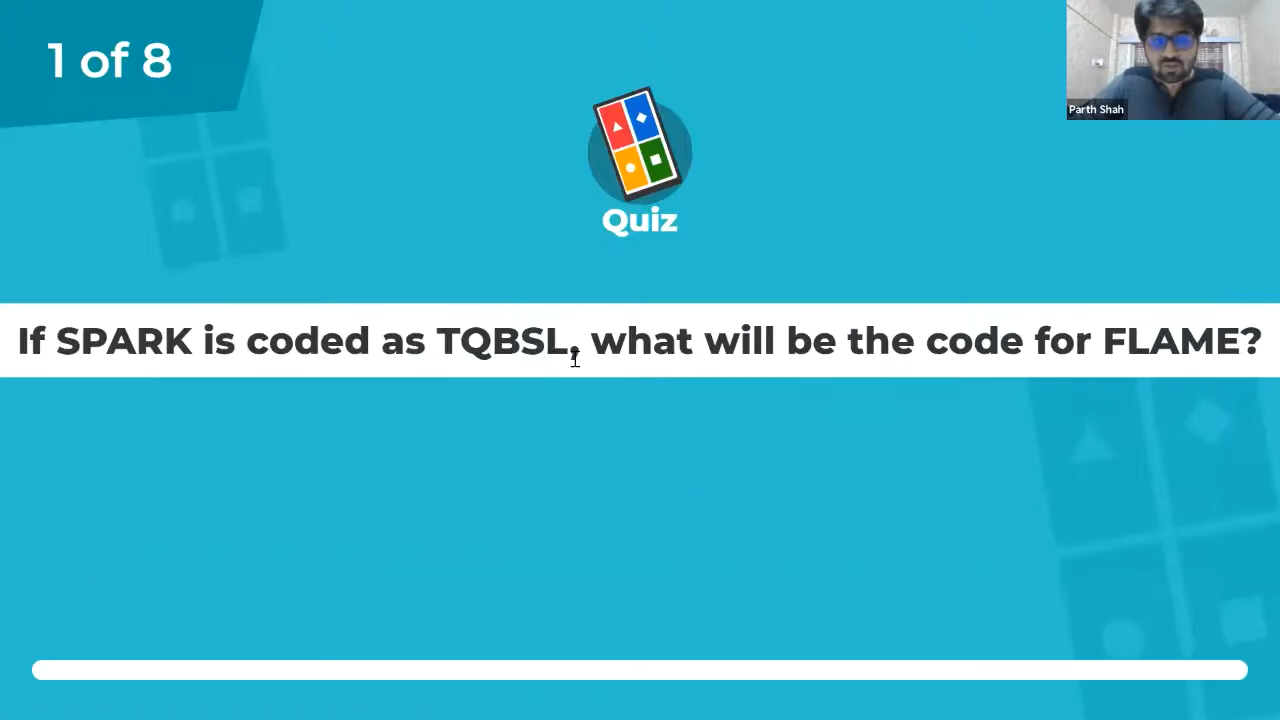 1 of 8
Parth Shah
Quiz
If SPARK is coded as TQBSL, what will be the code for FLAME?